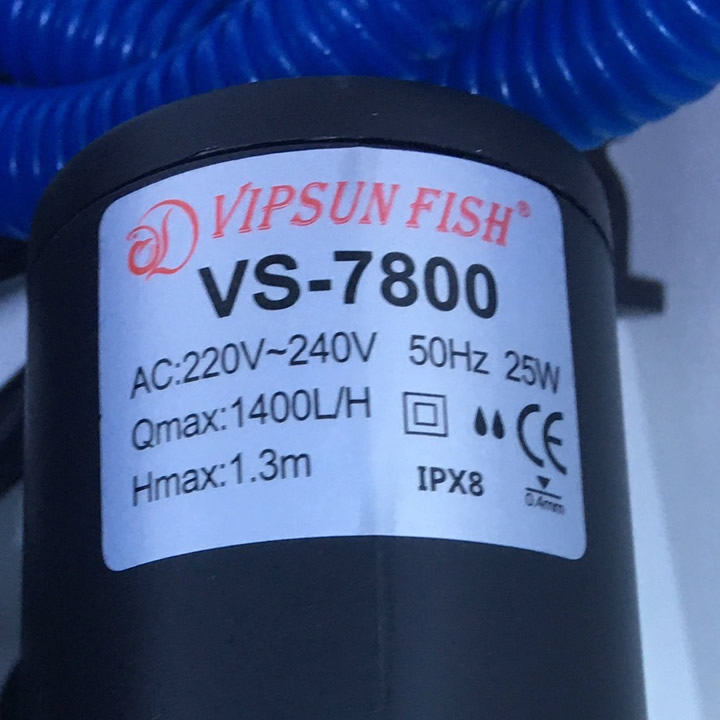 VIPSUN FISH®
VS-7800
AC:220V~240V 50Hz 25W
Qmax:1400L/H
Hmax:1.3m
CE
IPX8
0.4mm